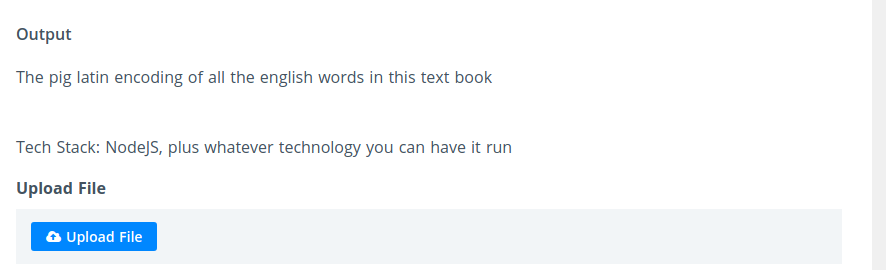 Output
The pig latin encoding of all the english words in this text book
Tech Stack: NodeJS, plus whatever technology you can have it run
Upload File
Upload File